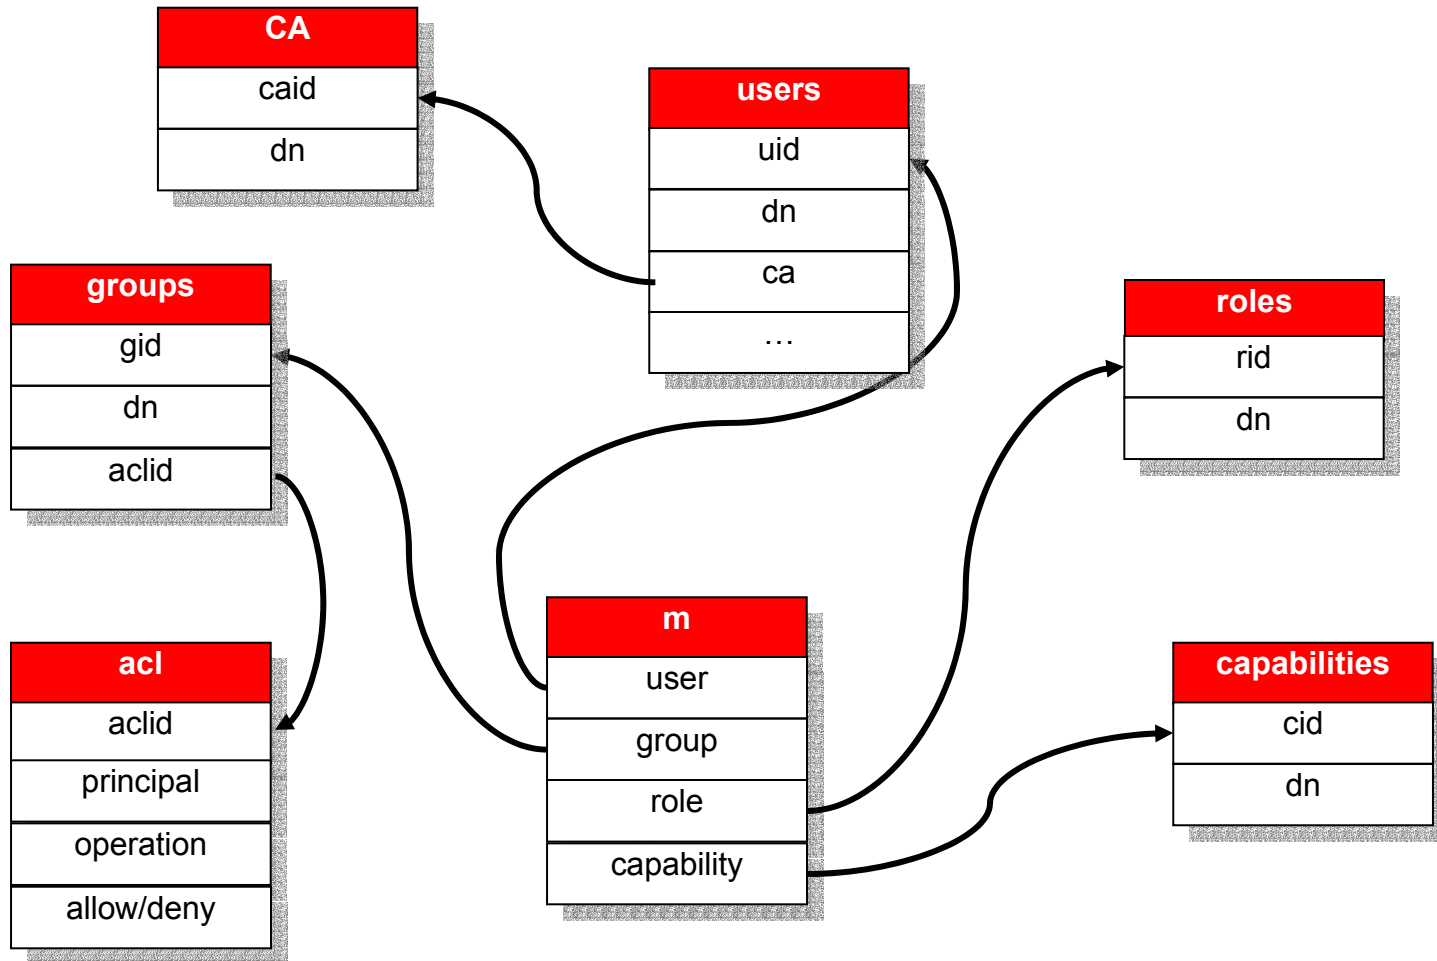 CA
caid
dn
users
uid
dn
ca
…
groups
gid
dn
aclid
roles
rid
dn
acl
aclid
principal
operation
allow/deny
m
user
group
role
capability
capabilities
cid
dn